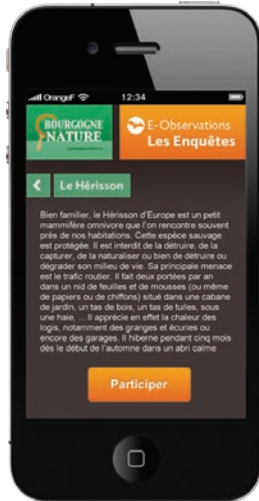 OrangeF 12:34
BOURGOGNE
NATURE
E-Observations
Les Enquêtes
Le Hérisson
Bien familier, le Hérisson d'Europe est un petit
mammifère omnivore que l'on rencontre souvent
près de nos habitations. Cette espèce sauvage
est protégée. Il est interdit de la détruire, de la
capturer, de la naturaliser ou bien de détruire ou
dégrader son milieu de vie. Sa principale menace
est le trafic routier. Il fait deux portées par an
dans un nid de feuilles et de mousses (ou même
de papiers ou de chiffons) situé dans une cabane
de jardin, un tas de bois, un tas de tuiles, sous
une haie, ... Il apprécie en effet la chaleur des
logis, notamment des granges et écuries ou
encore des garages. Il hiberne pendant cinq mois
dès le début de l'automne dans un abri calme
Participer